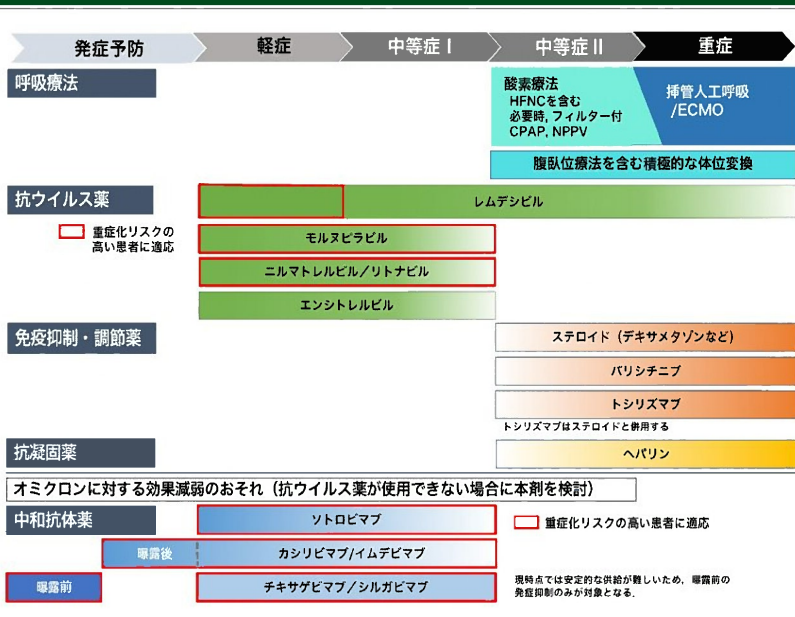 発症予防
軽症
中等症 I
中等症 II
重症
呼吸療法
酸素療法
HFNCを含む
必要時, フィルター付
CPAP, NPPV
挿管人工呼吸
/ECMO
腹臥位療法を含む積極的な体位変換
抗ウイルス薬
レムデシビル
重症化リスクの
高い患者に適応
モルヌピラビル
ニルマトレルビル／リトナビル
エンシトレルビル
免疫抑制・調節薬
ステロイド（デキサメタゾンなど）
バリシチニブ
トシリズマブ
トシリズマブはステロイドと併用する
抗凝固薬
ヘパリン
オミクロンに対する効果減弱のおそれ（抗ウイルス薬が使用できない場合に本剤を検討）
中和抗体薬
ソトロビマブ
重症化リスクの高い患者に適応
曝露後
カシリビマブ/イムデビマブ
曝露前
チキサゲビマブ／シルガビマブ
現時点では安定的な供給が難しいため, 曝露前の
発症抑制のみが対象となる.